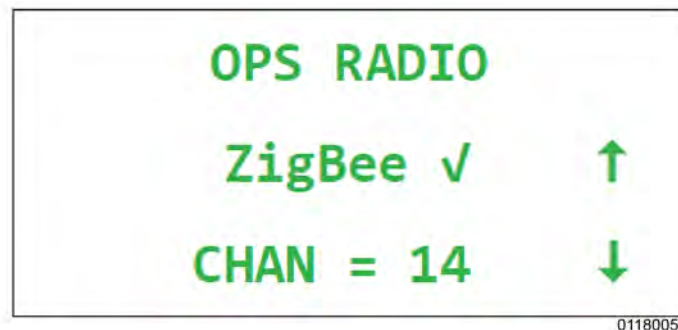 OPS RADIO
ZigBee √ ↑
CHAN = 14 ↓
0118005